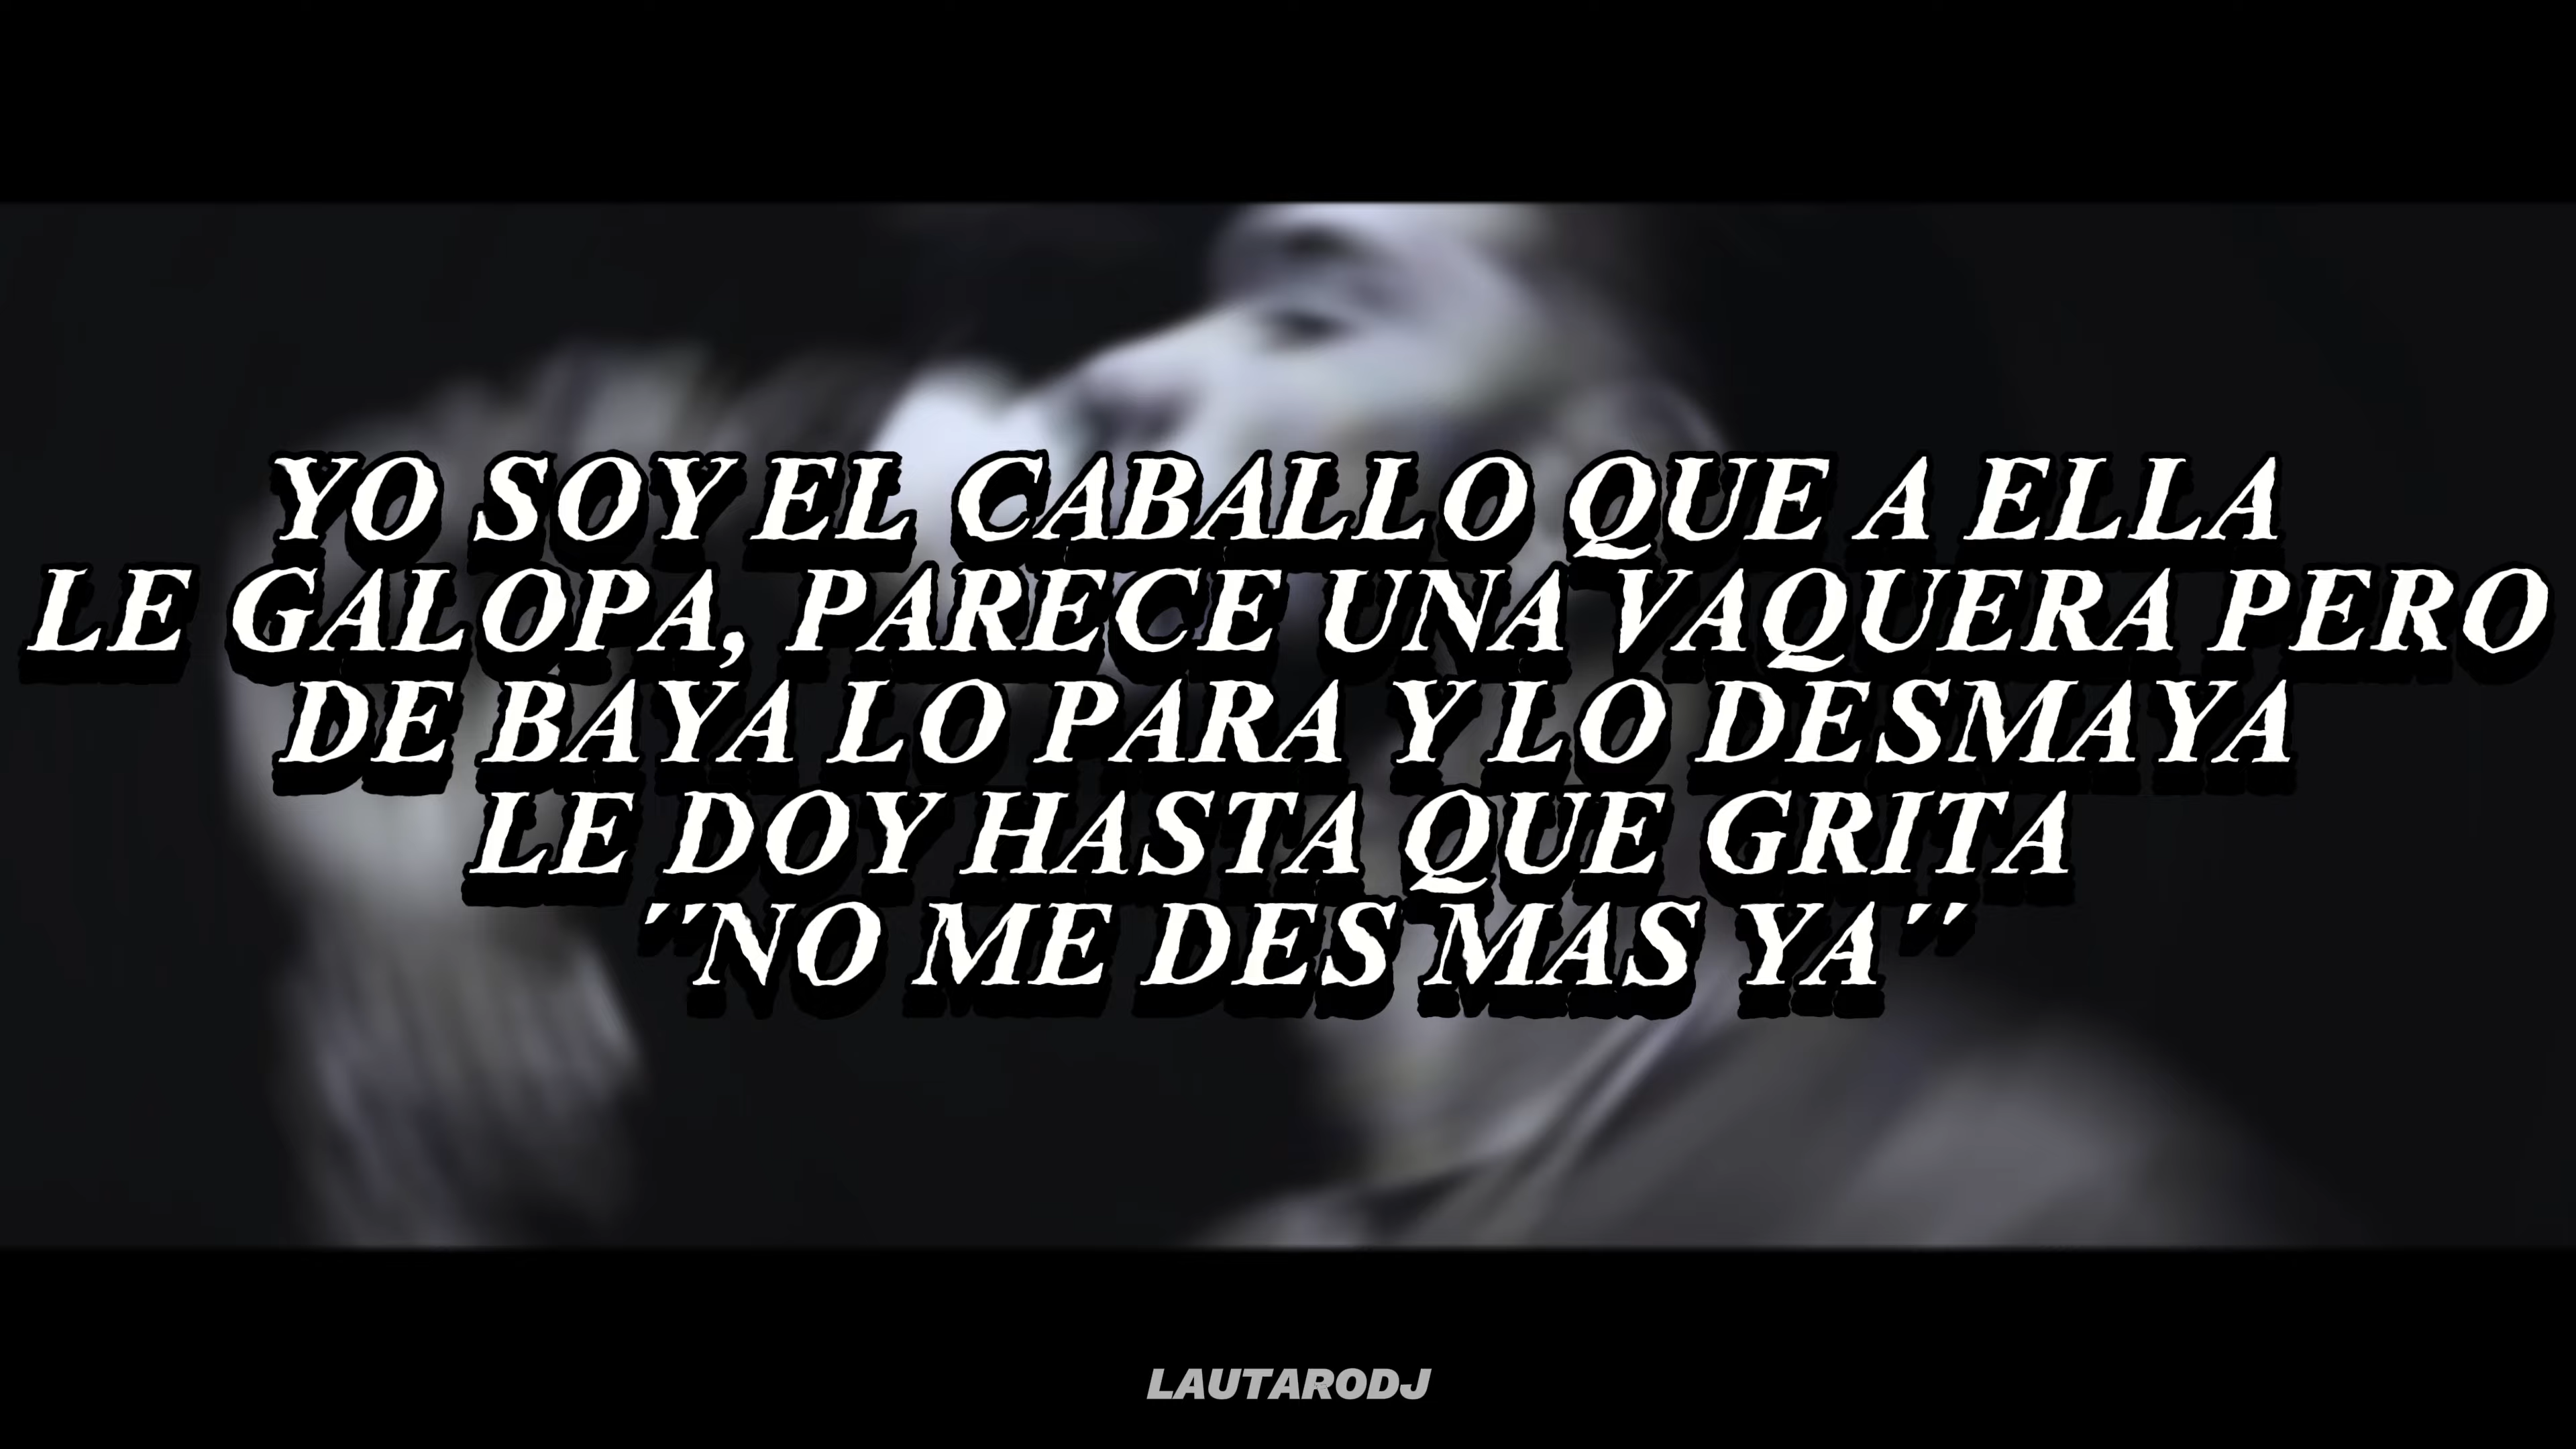 YO SOY EL CABALLO QUE A ELLA
LE GALOPA, PARECE UNA VAQUERA PERO
DE BAYA LO PARA Y LO DESMAYA
LE DOY HASTA QUE GRITA
"NO ME DES MAS YA"
LAUTARODJ